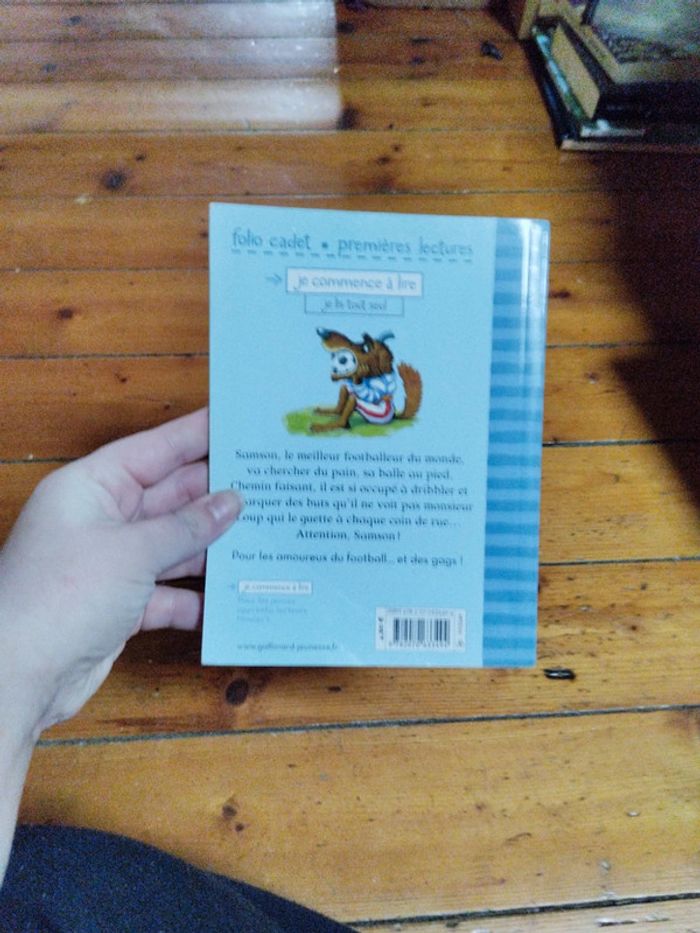 folio cadet • premières lectures
je commence à lire
je lis tout seul
Samson, le meilleur footballeur du monde,
va chercher du pain, sa balle au pied.
Chemin faisant, il est si occupé à dribbler et
arquer des buts qu'il ne voit pas monsieur
oup qui le guette à chaque coin de rue...
Attention, Samson !
Pour les amoureux du football... et des gags !
je commence à lire
www.gallimard-jeunesse.fr